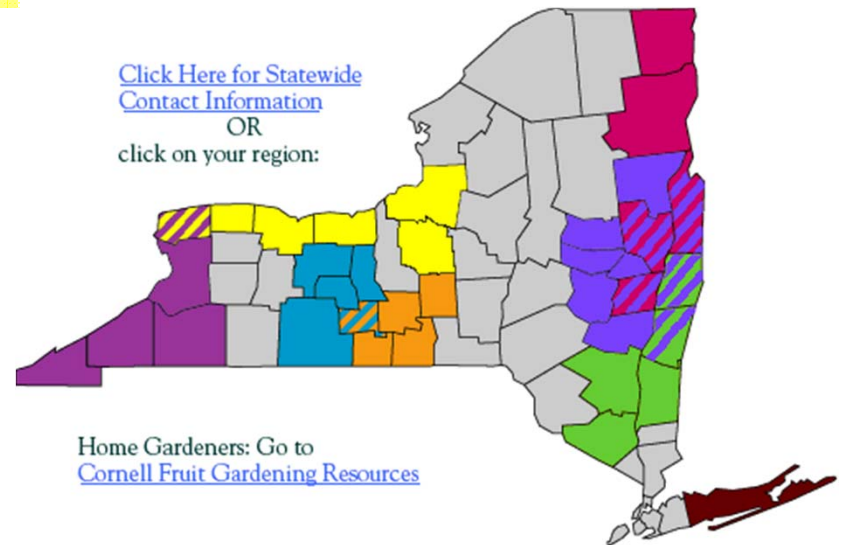 Click Here for Statewide
Contact Information
OR
click on your region:
Home Gardeners: Go to
Cornell Fruit Gardening Resources